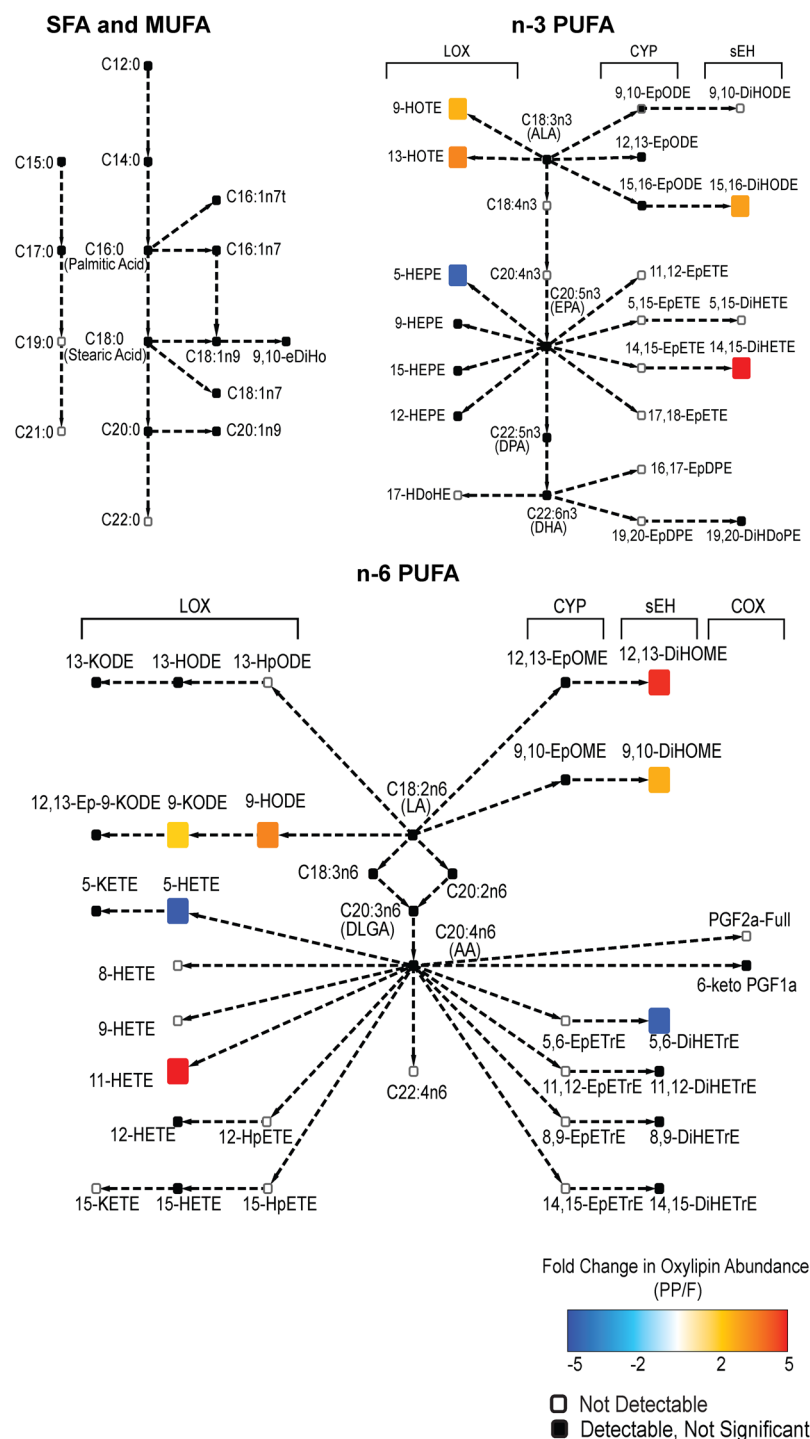 SFA and MUFA
C12:0
C15:0
C14:0
C16:1n7t
C17:0
C16:0
(Palmitic Acid)
C16:1n7
C19:0
C18:0
(Stearic Acid)
C18:1n9
9,10-eDiHo
C18:1n7
C21:0
C20:0
C20:1n9
C22:0
n-3 PUFA
LOX
CYP
sEH
9-HOTE
C18:3n3
(ALA)
9,10-EpODE
9,10-DiHODE
13-HOTE
12,13-EpODE
15,16-EpODE
15,16-DiHODE
C18:4n3
5-HEPE
C20:4n3
C20:5n3
(EPA)
11,12-EpETE
9-HEPE
5,15-EpETE
5,15-DiHETE
15-HEPE
14,15-EpETE
14,15-DiHETE
12-HEPE
17,18-EpETE
C22:5n3
(DPA)
16,17-EpDPE
17-HDoHE
C22:6n3
(DHA)
19,20-EpDPE
19,20-DiHDoPE
n-6 PUFA
LOX
CYP
sEH
COX
13-KODE
13-HODE
13-HpODE
12,13-EpOME
12,13-DiHOME
9,10-EpOME
9,10-DiHOME
12,13-Ep-9-KODE
9-KODE
9-HODE
C18:2n6
(LA)
C18:3n6
C20:2n6
5-KETE
5-HETE
C20:3n6
(DLGA)
C20:4n6
(AA)
PGF2a-Full
8-HETE
6-keto PGF1a
9-HETE
5,6-EpETrE
5,6-DiHETrE
11-HETE
C22:4n6
11,12-EpETrE
11,12-DiHETrE
12-HETE
12-HpETE
8,9-EpETrE
8,9-DiHETrE
15-KETE
15-HETE
15-HpETE
14,15-EpETrE
14,15-DiHETrE
Fold Change in Oxylipin Abundance
(PP/F)
-5
-2
2
5
Not Detectable
Detectable, Not Significant